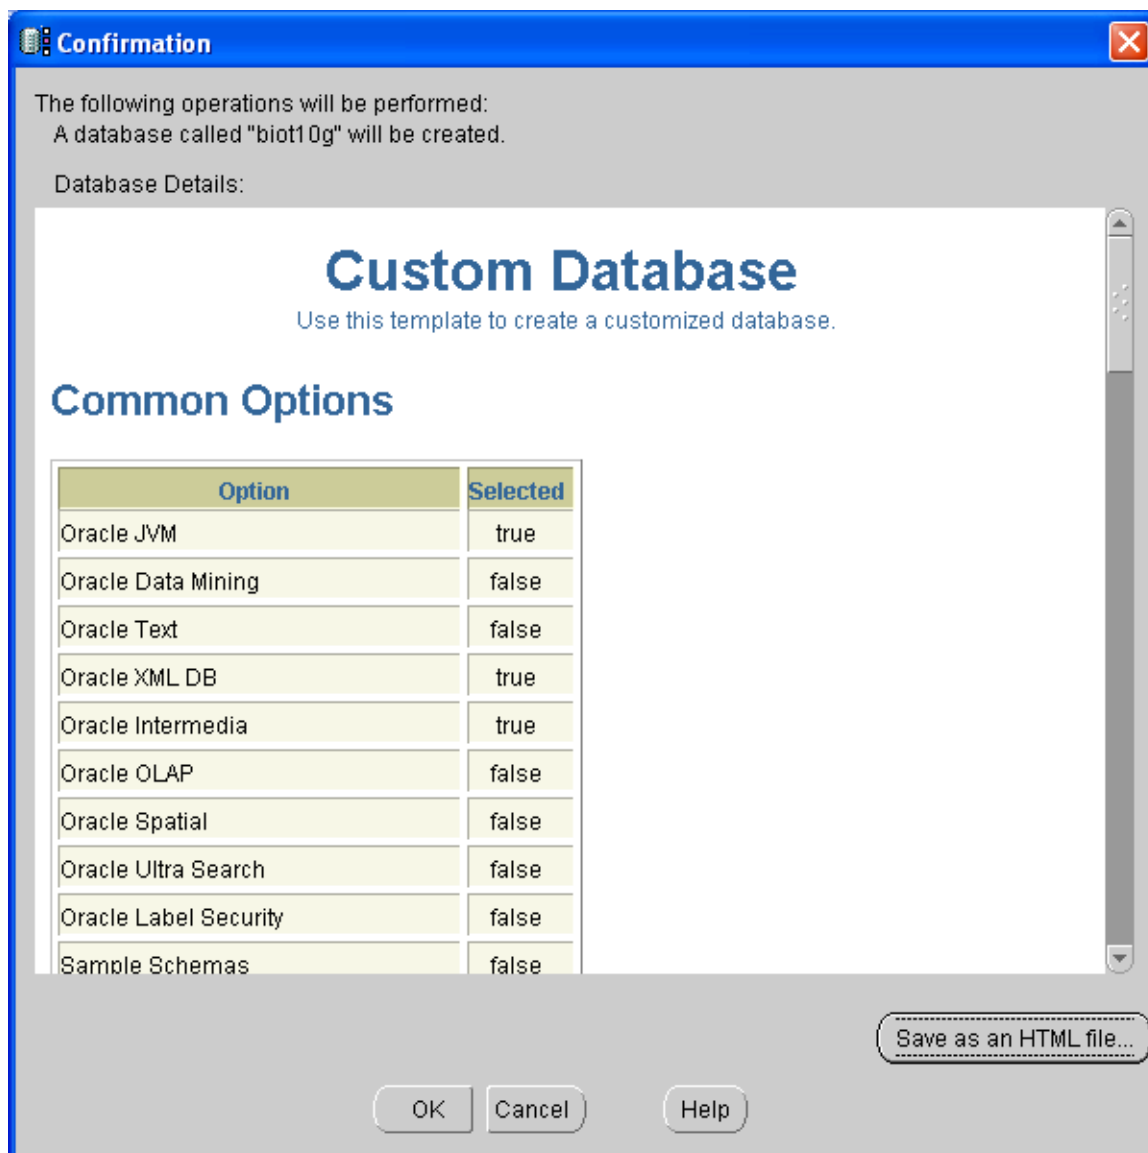 Confirmation
The following operations will be performed:
A database called "biot10g" will be created.
Database Details:
Custom Database
Use this template to create a customized database.
Common Options
Option Selected
Oracle JVM true
Oracle Data Mining false
Oracle Text false
Oracle XML DB true
Oracle Intermedia true
Oracle OLAP false
Oracle Spatial false
Oracle Ultra Search false
Oracle Label Security false
Sample Schemas false
Save as an HTML file...
OK Cancel Help